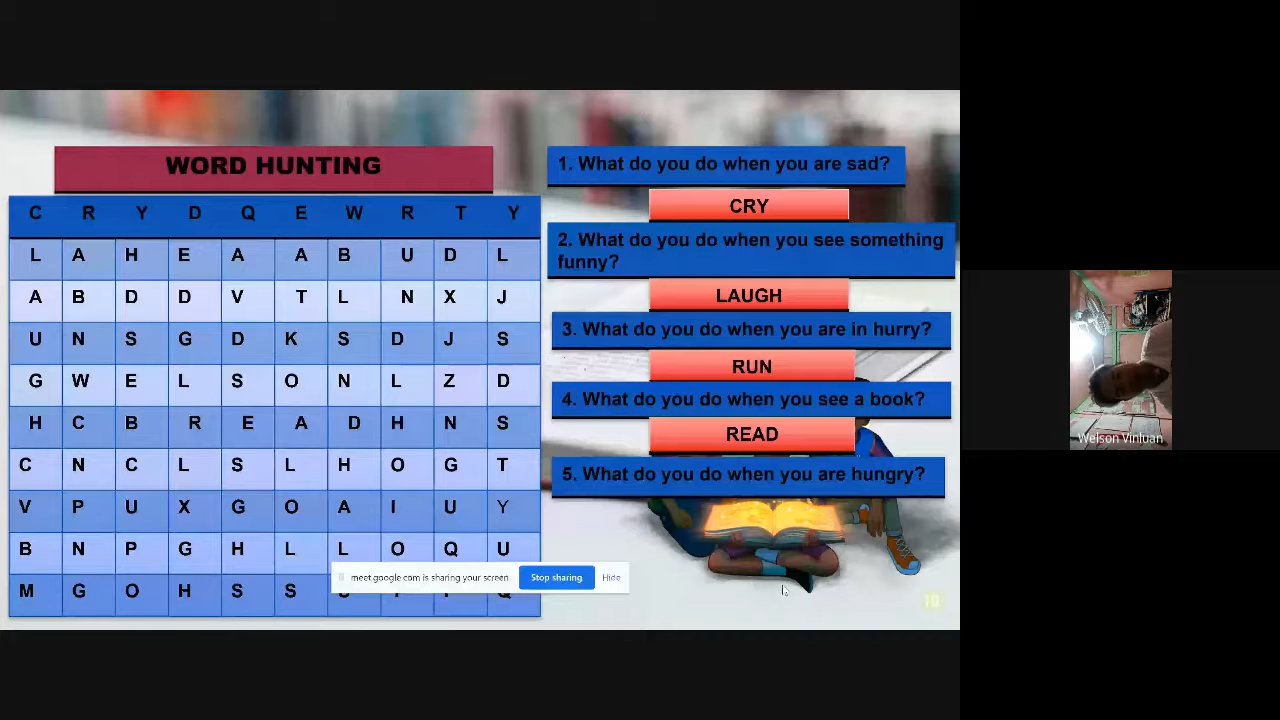 WORD HUNTING
C R Y D Q E W R T Y
L A H E A A B U D L
A B D D V T L N X J
U N S G D K S D J S
G W E L S O N L Z D
H C B R E A D H N S
C N C L S L H O G T
V P U X G O A I U Y
B N P G H L L O Q U
M G O H S S
1. What do you do when you are sad?
CRY
2. What do you do when you see something
funny?
LAUGH
3. What do you do when you are in hurry?
RUN
4. What do you do when you see a book?
READ
5. What do you do when you are hungry?
meet.google.com is sharing your screen.
Stop sharing
Hide
10
Welson Vinluan